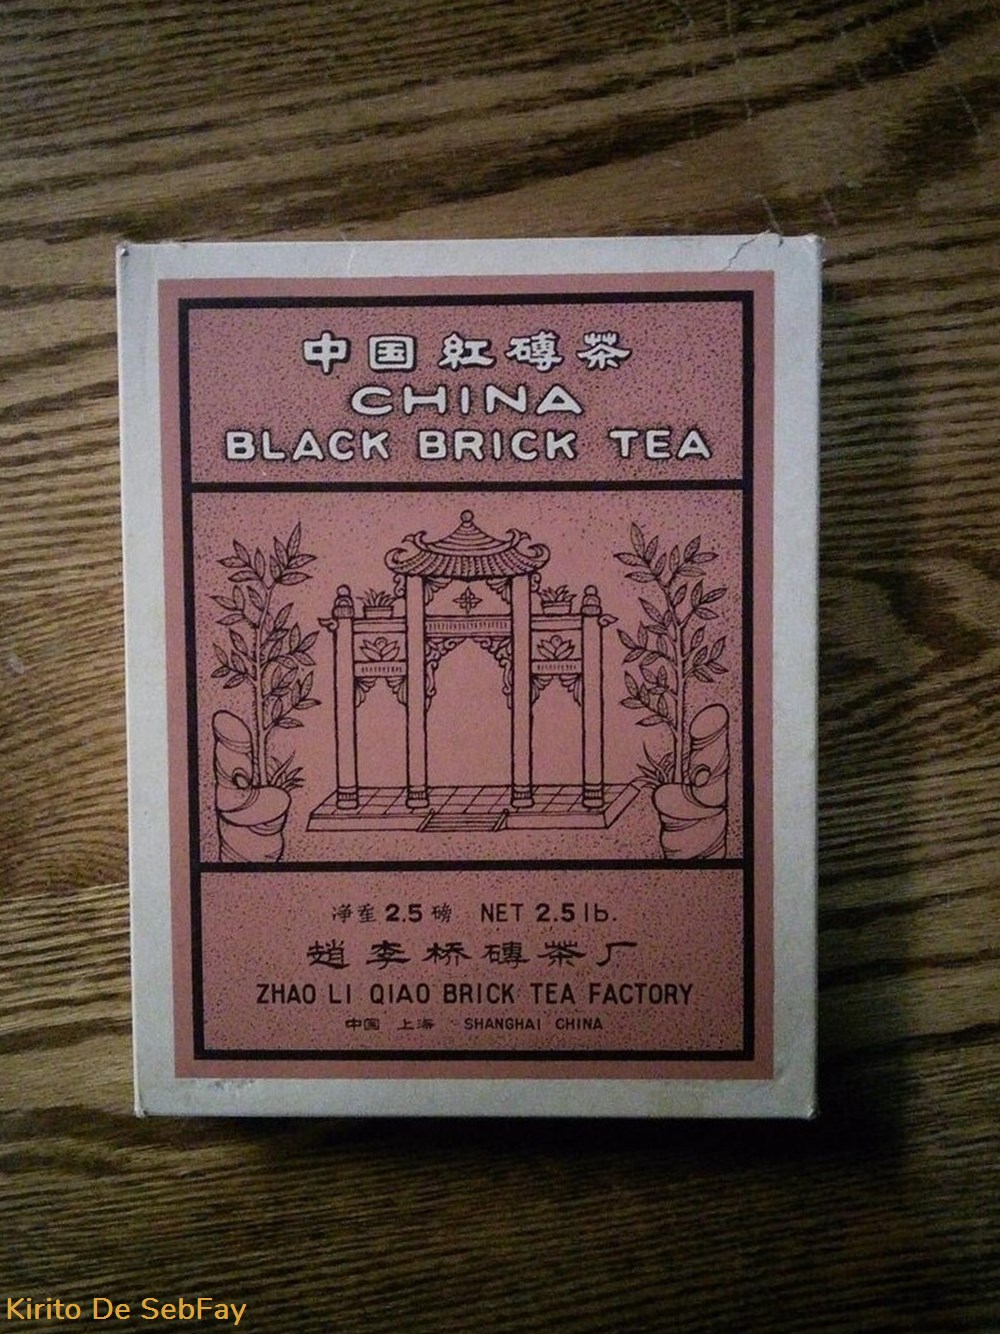 中国 紅磚茶
CHINA
BLACK BRICK TEA
净重 2.5 磅 NET 2.5 lb.
趙李桥磚茶厂
ZHAO LI QIAO BRICK TEA FACTORY
中国 上海 SHANGHAI CHINA
Kirito De SebFay